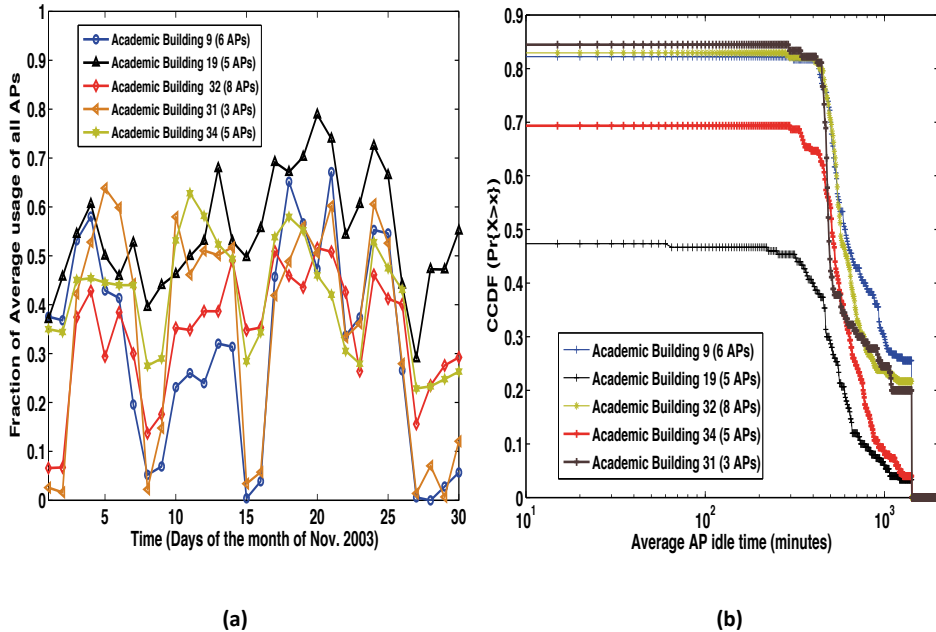 1
0.9
0.8
0.7
0.6
0.5
0.4
0.3
0.2
0.1
0
5
10
15
20
25
30
Fraction of Average usage of all APs
Time (Days of the month of Nov. 2003)
Academic Building 9 (6 APs)
Academic Building 19 (5 APs)
Academic Building 32 (8 APs)
Academic Building 31 (3 APs)
Academic Building 34 (5 APs)
(a)
0.9
0.8
0.7
0.6
0.5
0.4
0.3
0.2
0.1
0
10^1
10^2
10^3
CCDF (Pr{X>x})
Average AP idle time (minutes)
Academic Building 9 (6 APs)
Academic Building 19 (5 APs)
Academic Building 32 (8 APs)
Academic Building 34 (5 APs)
Academic Building 31 (3 APs)
(b)